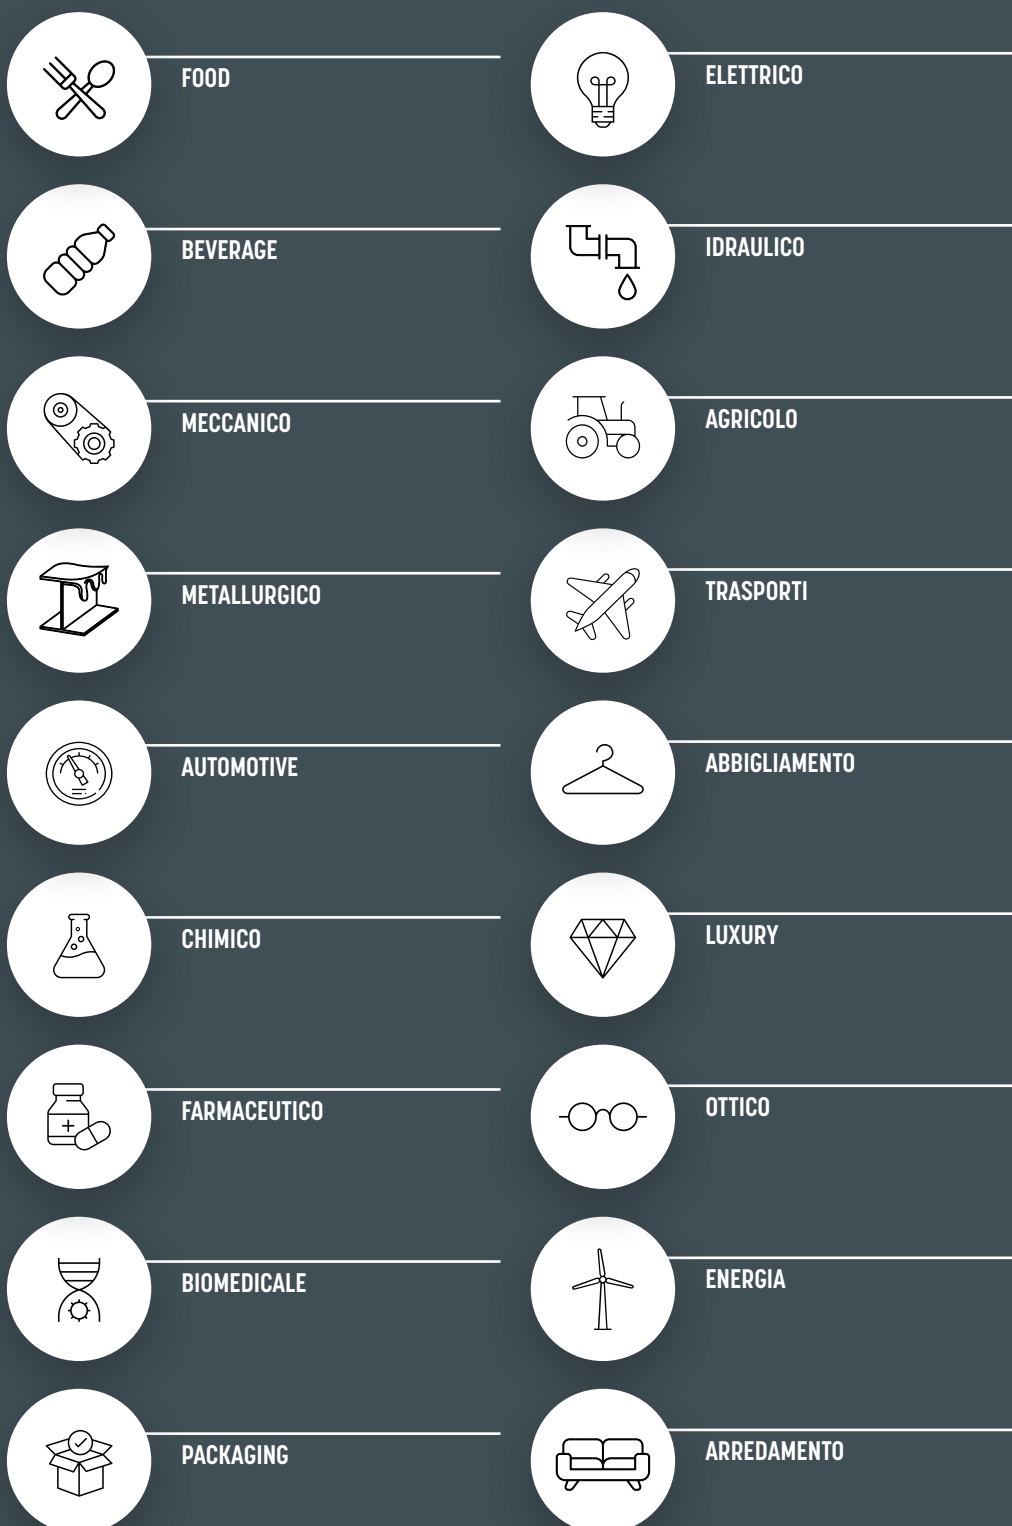 FOOD
BEVERAGE
MECCANICO
METALLURGICO
AUTOMOTIVE
CHIMICO
FARMACEUTICO
BIOMEDICALE
PACKAGING
ELETTRICO
IDRAULICO
AGRICOLO
TRASPORTI
ABBIGLIAMENTO
LUXURY
OTTICO
ENERGIA
ARREDAMENTO